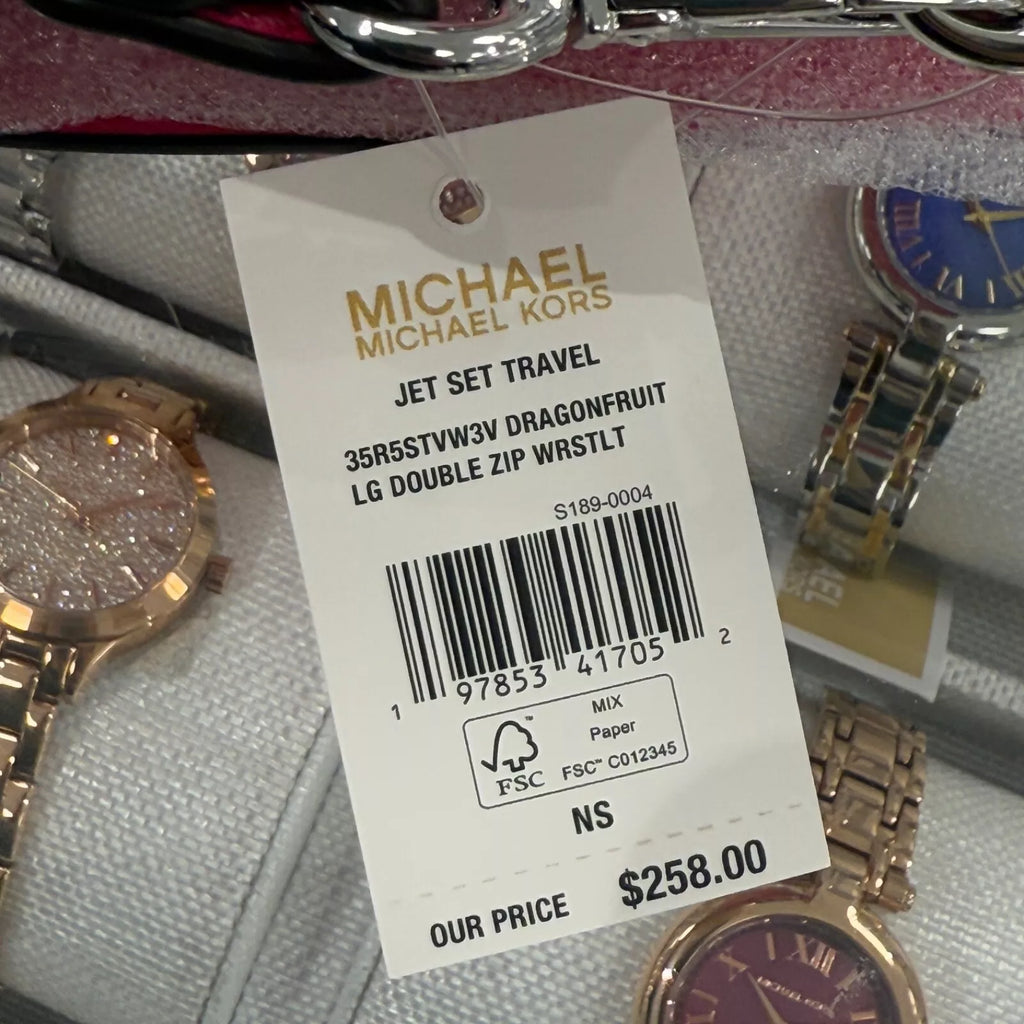 MICHAEL
MICHAEL KORS
JET SET TRAVEL
35R5STVW3V DRAGONFRUIT
LG DOUBLE ZIP WRSTLT
S189-0004
1 97853 41705 2
MIX
Paper
FSC™ C012345
FSC
NS
OUR PRICE $258.00